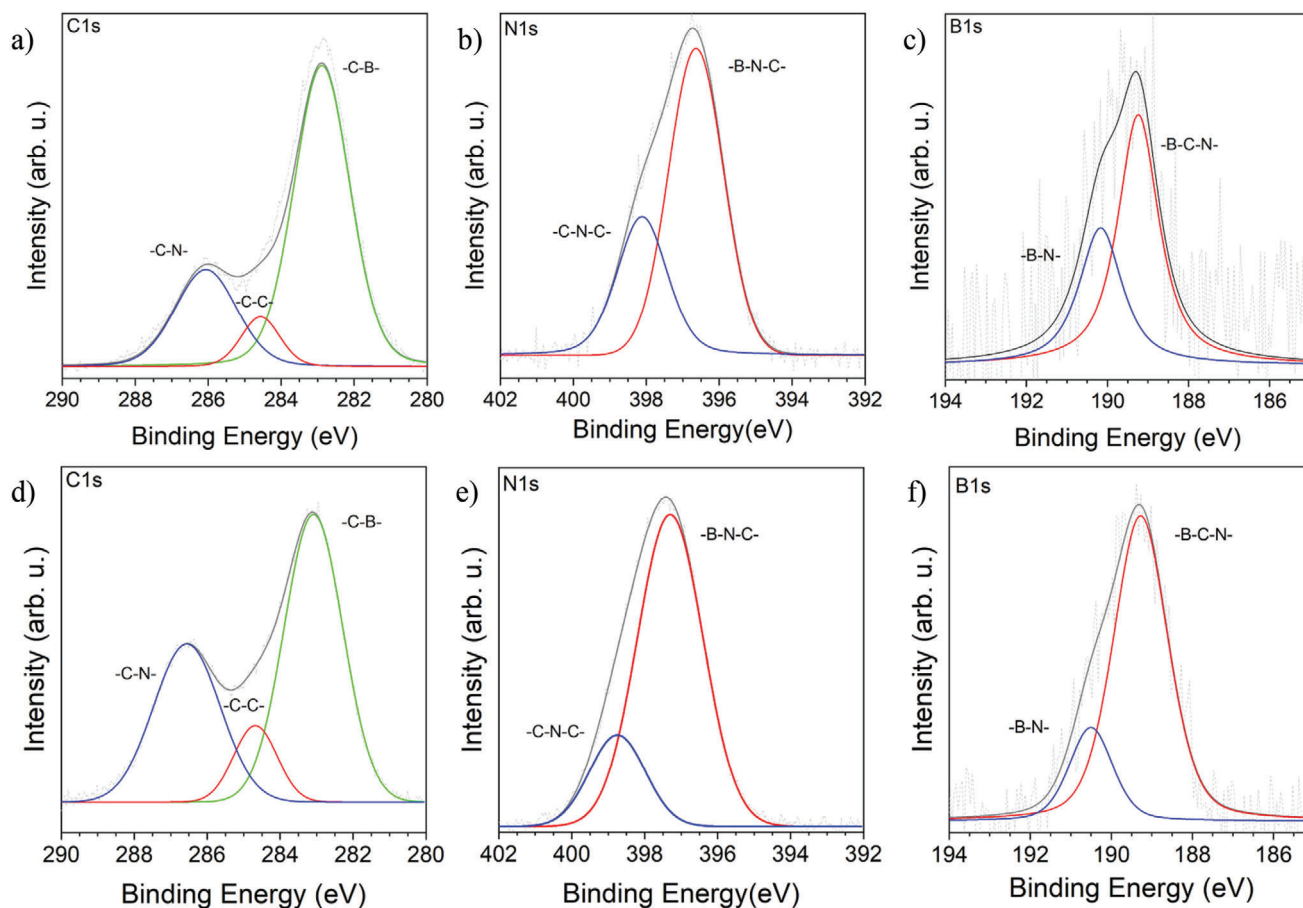 a)
C1s
-C-B-
-C-N-
-C-C-
Intensity (arb. u.)
290 288 286 284 282 280
Binding Energy (eV)
b)
N1s
-B-N-C-
-C-N-C-
Intensity (arb. u.)
402 400 398 396 394 392
Binding Energy(eV)
c)
B1s
-B-C-N-
-B-N-
Intensity (arb. u.)
194 192 190 188 186
Binding Energy (eV)
d)
C1s
-C-B-
-C-N-
-C-C-
Intensity (arb. u.)
290 288 286 284 282 280
Binding Energy (eV)
e)
N1s
-B-N-C-
-C-N-C-
Intensity (arb. u.)
402 400 398 396 394 392
Binding Energy(eV)
f)
B1s
-B-C-N-
-B-N-
Intensity (arb. u.)
194 192 190 188 186
Binding Energy (eV)